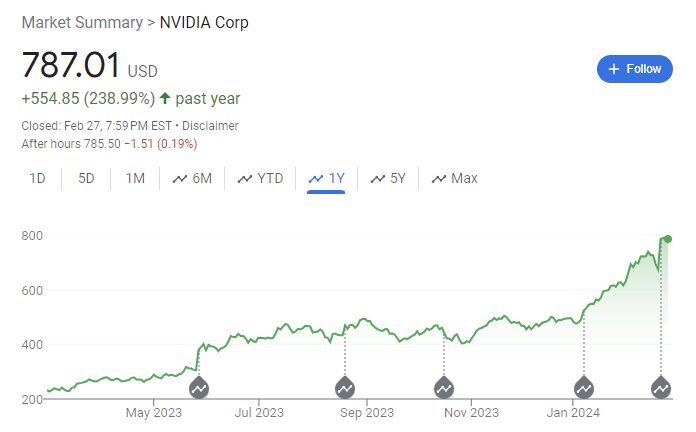 Market Summary > NVIDIA Corp
787.01 USD
+ Follow
+554.85 (238.99%) ↑ past year
Closed: Feb 27, 7:59 PM EST • Disclaimer
After hours 785.50 −1.51 (0.19%)
1D 5D 1M 6M YTD 1Y 5Y Max
800
600
400
200
May 2023 Jul 2023 Sep 2023 Nov 2023 Jan 2024